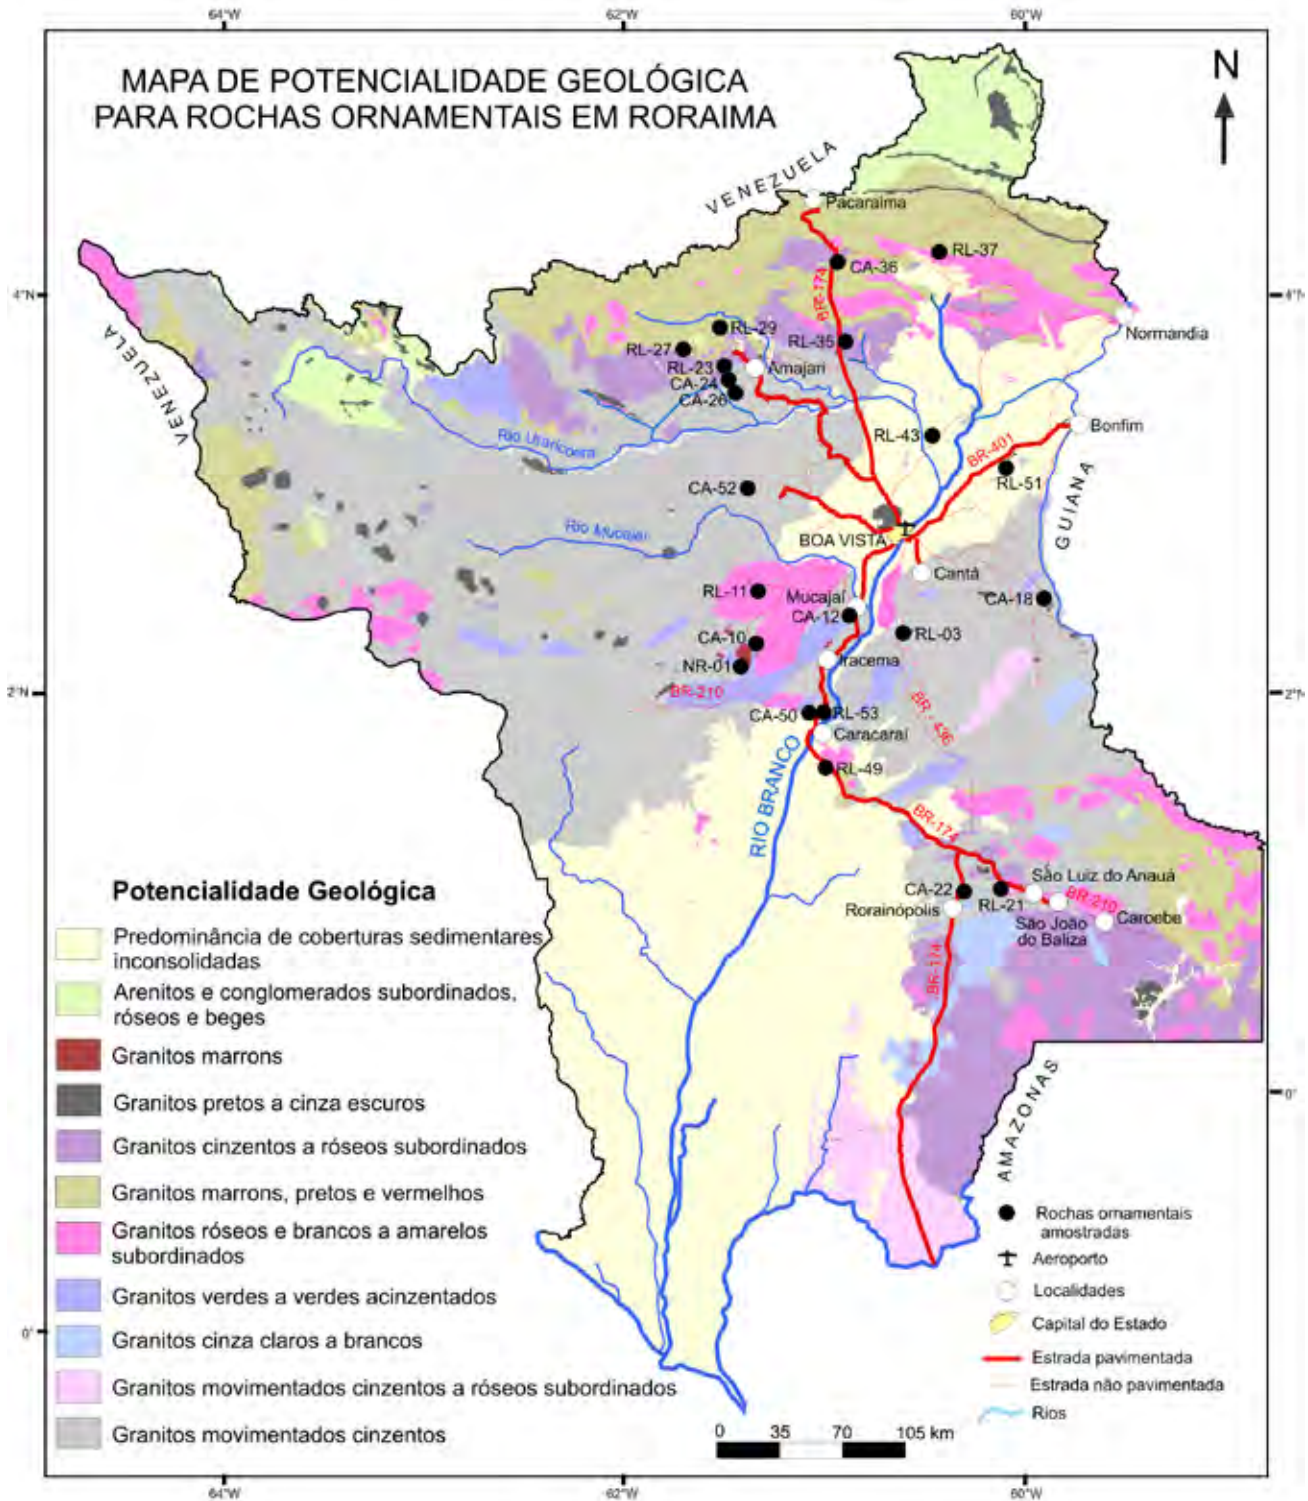 64°W
62°W
60°W
MAPA DE POTENCIALIDADE GEOLÓGICA
PARA ROCHAS ORNAMENTAIS EM RORAIMA
N
VENEZUELA
Pacaraima
RL-37
CA-36
BR-174
4°N
4°N
Normandia
RL-29
RL-35
RL-27
RL-23
Amajari
CA-24
CA-26
VENEZUELA
Rio Uraricoera
RL-43
BR-401
Bonfim
RL-51
CA-52
GUIANA
Rio Mucajaí
BOA VISTA
Cantá
RL-11
Mucajaí
CA-12
CA-18
CA-10
RL-03
Iracema
NR-01
BR-210
2°N
2°N
CA-50
RL-53
BR - 436
Caracaraí
RL-49
RIO BRANCO
BR-174
CA-22
RL-21
São Luiz do Anauá
BR-210
Rorainópolis
São João
do Baliza
Caroebe
BR-174
0°
AMAZONAS
Potencialidade Geológica
Predominância de coberturas sedimentares
inconsolidadas
Arenitos e conglomerados subordinados,
róseos e beges
Granitos marrons
Granitos pretos a cinza escuros
Granitos cinzentos a róseos subordinados
Granitos marrons, pretos e vermelhos
Granitos róseos e brancos a amarelos
subordinados
Granitos verdes a verdes acinzentados
Granitos cinza claros a brancos
Granitos movimentados cinzentos a róseos subordinados
Granitos movimentados cinzentos
Rochas ornamentais
amostradas
Aeroporto
Localidades
Capital do Estado
Estrada pavimentada
Estrada não pavimentada
Rios
0°
0 35 70 105 km
64°W
62°W
60°W